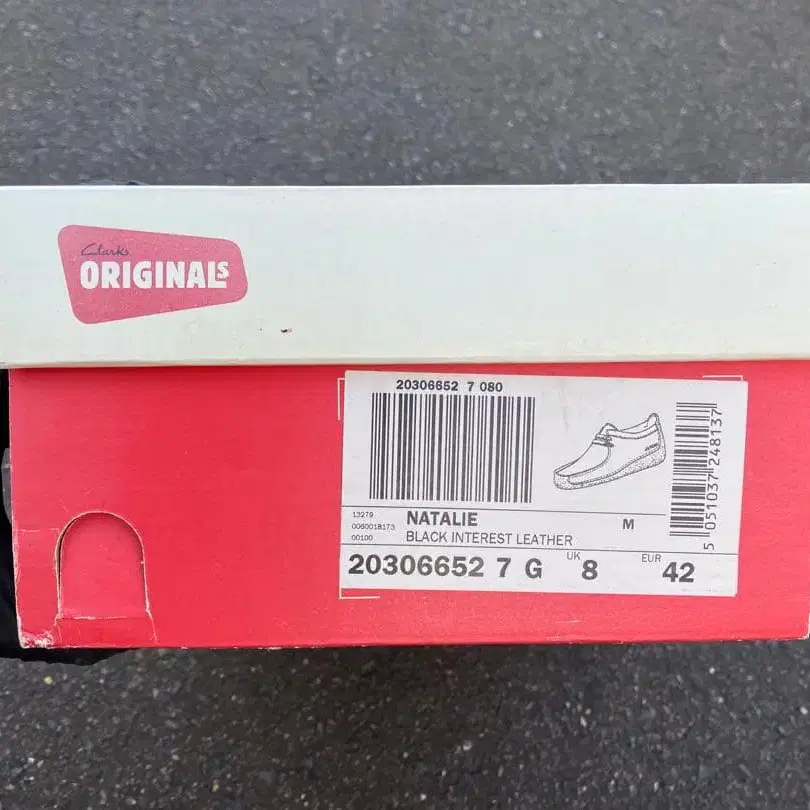 Clarks
ORIGINALS
20306652 7 080
13279
0060018173
00100
NATALIE
M
BLACK INTEREST LEATHER
20306652 7 G
UK
8
EUR
42
5 051037 248137